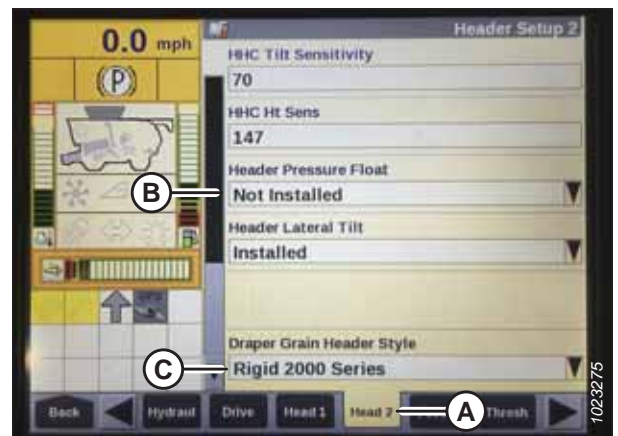 0.0 mph
Header Setup 2
(P)
HHC Tilt Sensitivity
70
HHC Ht Sens
147
Header Pressure Float
B
Not Installed
Header Lateral Tilt
Installed
Draper Grain Header Style
C
Rigid 2000 Series
Back
Hydraul
Drive
Head 1
Head 2
A
Thresh
1023275